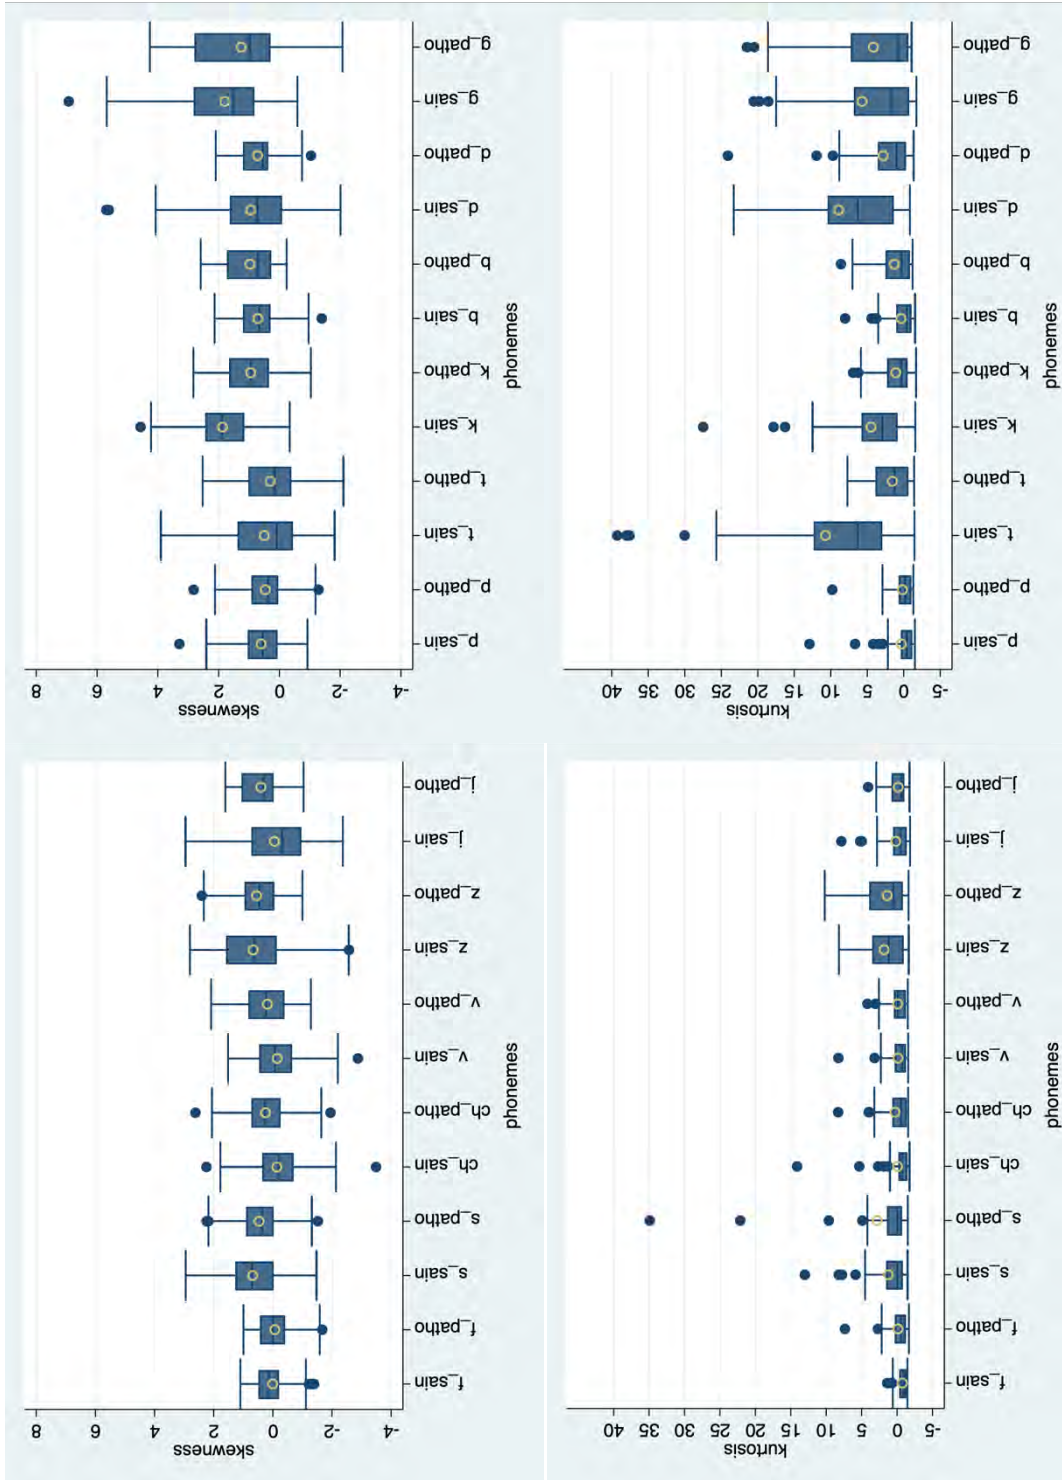 kurtosis
-5 0 5 10 15 20 25 30 35 40
f_sain
f_patho
s_sain
s_patho
ch_sain
ch_patho
v_sain
v_patho
z_sain
z_patho
j_sain
j_patho
phonemes
skewness
-4 -2 0 2 4 6 8
f_sain
f_patho
s_sain
s_patho
ch_sain
ch_patho
v_sain
v_patho
z_sain
z_patho
j_sain
j_patho
phonemes
kurtosis
-5 0 5 10 15 20 25 30 35 40
p_sain
p_patho
t_sain
t_patho
k_sain
k_patho
b_sain
b_patho
d_sain
d_patho
g_sain
g_patho
phonemes
skewness
-4 -2 0 2 4 6 8
p_sain
p_patho
t_sain
t_patho
k_sain
k_patho
b_sain
b_patho
d_sain
d_patho
g_sain
g_patho
phonemes